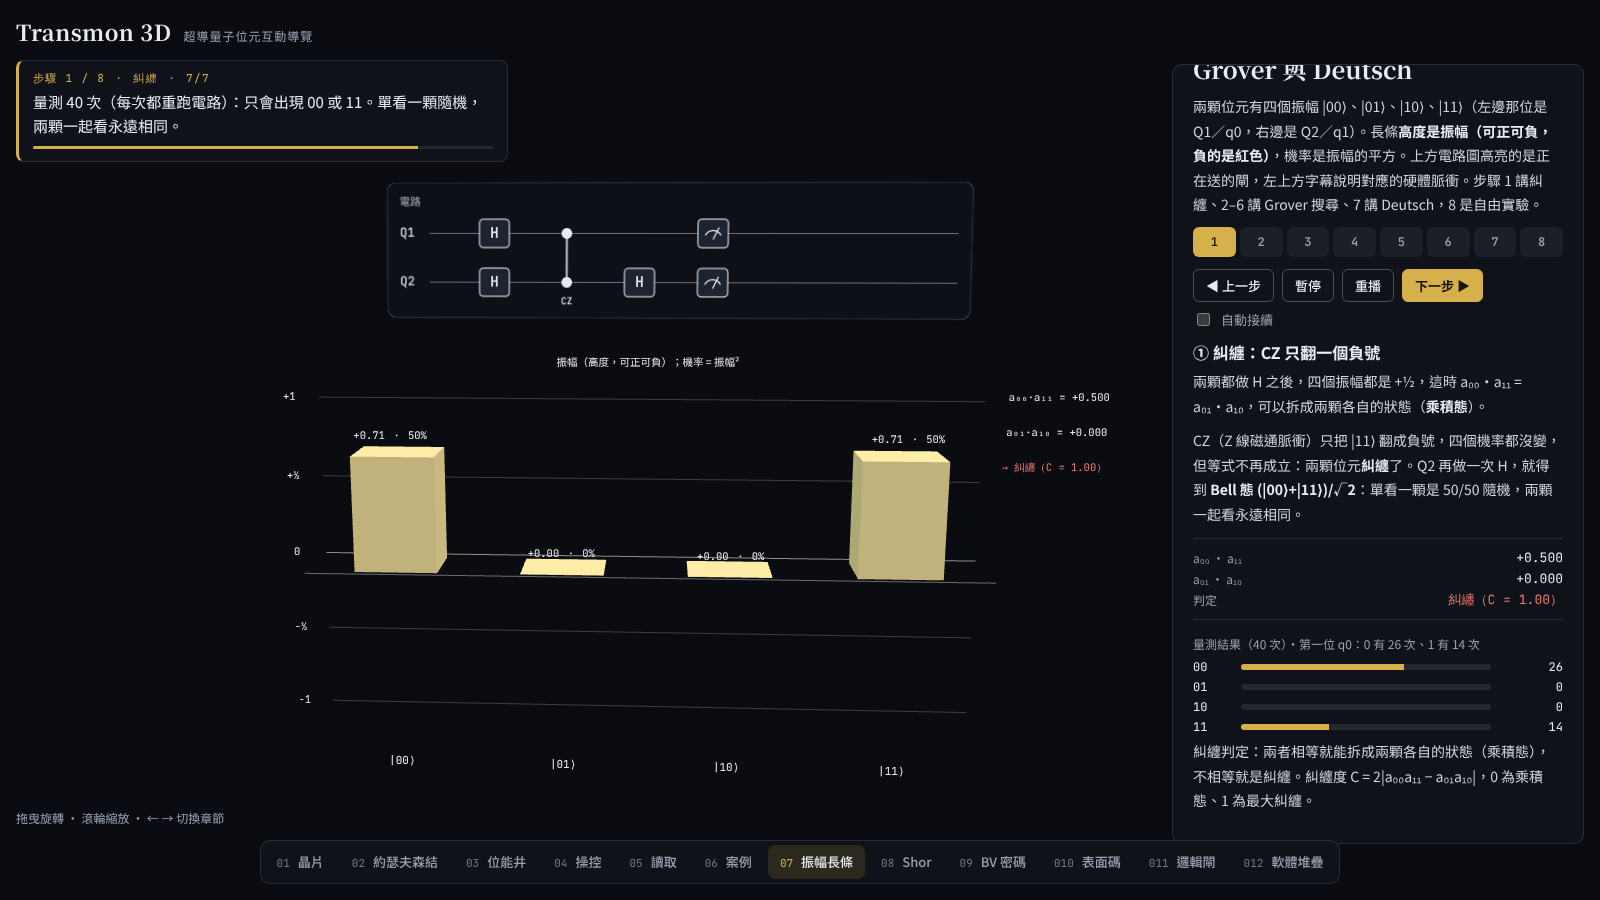 Transmon 3D 超導量子位元互動導覽
步驟 1 / 8 · 糾纏 · 7/7
量測 40 次（每次都重跑電路）：只會出現 00 或 11。單看一顆隨機，
兩顆一起看永遠相同。
電路
Q1 H
Q2 H H
CZ
振幅（高度，可正可負）；機率 = 振幅²
+1
+½
0
-½
-1
+0.71 · 50%
+0.00 · 0%
+0.00 · 0%
+0.71 · 50%
|00⟩ |01⟩ |10⟩ |11⟩
a₀₀·a₁₁ = +0.500
a₀₁·a₁₀ = +0.000
→ 糾纏（C = 1.00）
Grover 與 Deutsch
兩顆位元有四個振幅 |00⟩、|01⟩、|10⟩、|11⟩（左邊那位是
Q1／q0，右邊是 Q2／q1）。長條高度是振幅（可正可負，
負的是紅色），機率是振幅的平方。上方電路圖高亮的是正
在送的閘，左上方字幕說明對應的硬體脈衝。步驟 1 講糾
纏、2–6 講 Grover 搜尋、7 講 Deutsch，8 是自由實驗。
1 2 3 4 5 6 7 8
◀ 上一步 暫停 重播 下一步 ▶
自動接續
① 糾纏：CZ 只翻一個負號
兩顆都做 H 之後，四個振幅都是 +½，這時 a₀₀·a₁₁ =
a₀₁·a₁₀，可以拆成兩顆各自的狀態（乘積態）。
CZ（Z 線磁通脈衝）只把 |11⟩ 翻成負號，四個機率都沒變，
但等式不再成立：兩顆位元糾纏了。Q2 再做一次 H，就得
到 Bell 態 (|00⟩+|11⟩)/√2：單看一顆是 50/50 隨機，兩顆
一起看永遠相同。
a₀₀ · a₁₁ +0.500
a₀₁ · a₁₀ +0.000
判定 糾纏（C = 1.00）
量測結果（40 次）· 第一位 q0：0 有 26 次、1 有 14 次
00 26
01 0
10 0
11 14
糾纏判定：兩者相等就能拆成兩顆各自的狀態（乘積態），
不相等就是糾纏。糾纏度 C = 2|a₀₀a₁₁ − a₀₁a₁₀|，0 為乘積
態、1 為最大糾纏。
拖曳旋轉 · 滾輪縮放 · ← → 切換章節
01 晶片 02 約瑟夫森結 03 位能井 04 操控 05 讀取 06 案例 07 振幅長條 08 Shor 09 BV 密碼 010 表面碼 011 邏輯閘 012 軟體堆疊